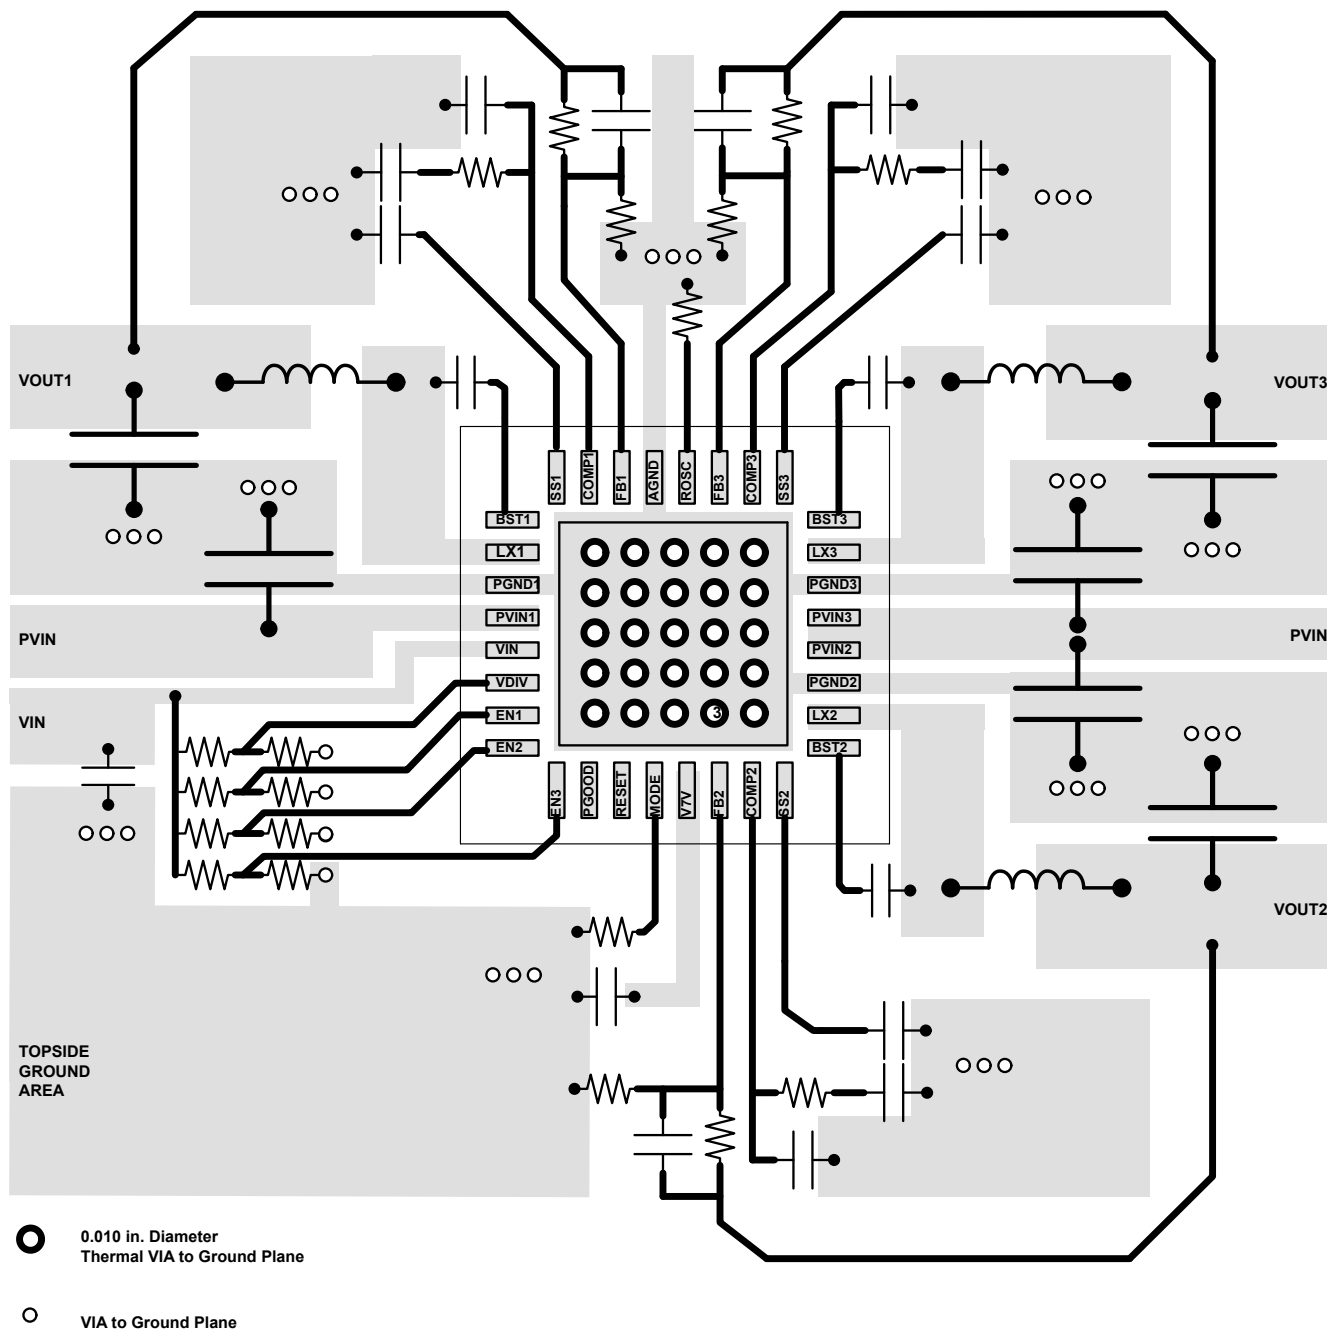 VOUT1
VOUT3
SS1
COMP1
FB1
AGND
ROSC
FB3
COMP3
SS3
BST1
BST3
LX1
LX3
PGND1
PGND3
PVIN1
PVIN3
PVIN
PVIN
VIN
PVIN2
VDIV
PGND2
VIN
EN1
3
LX2
EN2
BST2
EN3
PGOOD
RESET
MODE
V7V
FB2
COMP2
SS2
VOUT2
TOPSIDE
GROUND
AREA
0.010 in. Diameter
Thermal VIA to Ground Plane
VIA to Ground Plane